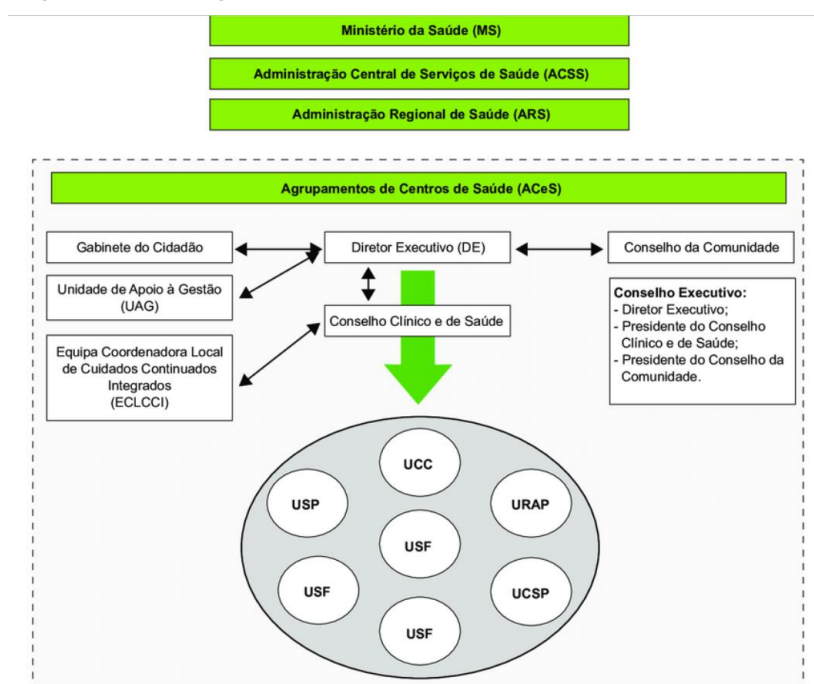 Ministério da Saúde (MS)
Administração Central de Serviços de Saúde (ACSS)
Administração Regional de Saúde (ARS)
Agrupamentos de Centros de Saúde (ACeS)
Gabinete do Cidadão
Diretor Executivo (DE)
Conselho da Comunidade
Unidade de Apoio à Gestão
(UAG)
Conselho Clínico e de Saúde
Equipa Coordenadora Local
de Cuidados Continuados
Integrados
(ECLCCI)
Conselho Executivo:
- Diretor Executivo;
- Presidente do Conselho
Clínico e de Saúde;
- Presidente do Conselho da
Comunidade.
UCC
USP
URAP
USF
USF
UCSP
USF